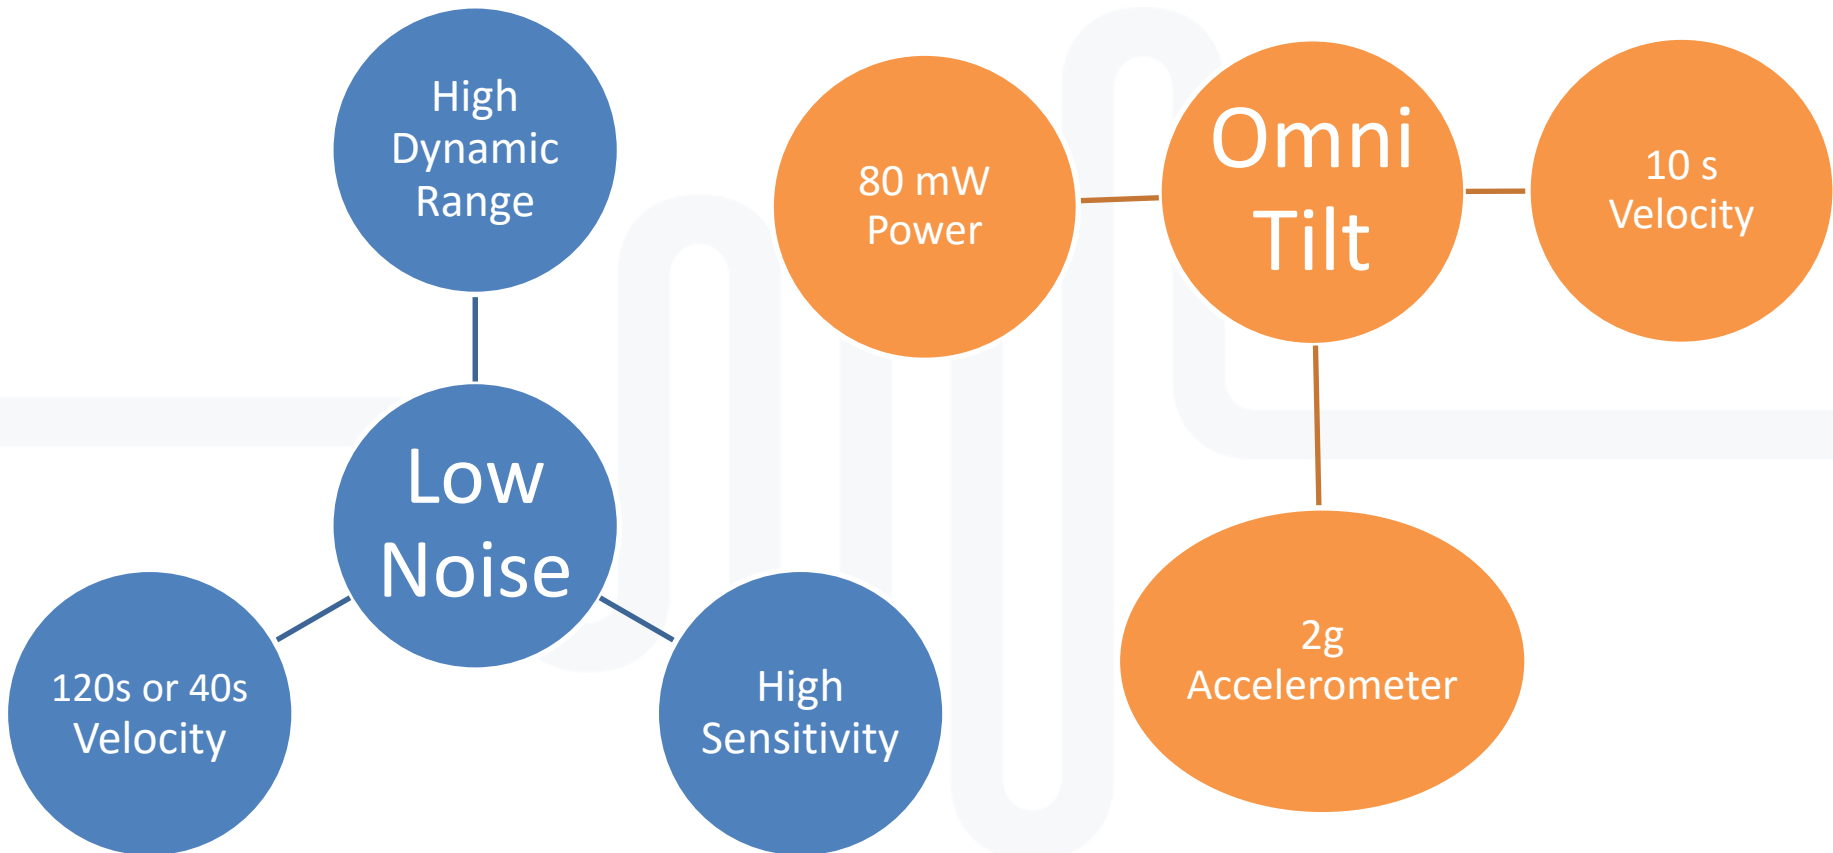 High
Dynamic
Range
Low
Noise
120s or 40s
Velocity
High
Sensitivity
80 mW
Power
Omni
Tilt
10 s
Velocity
2g
Accelerometer